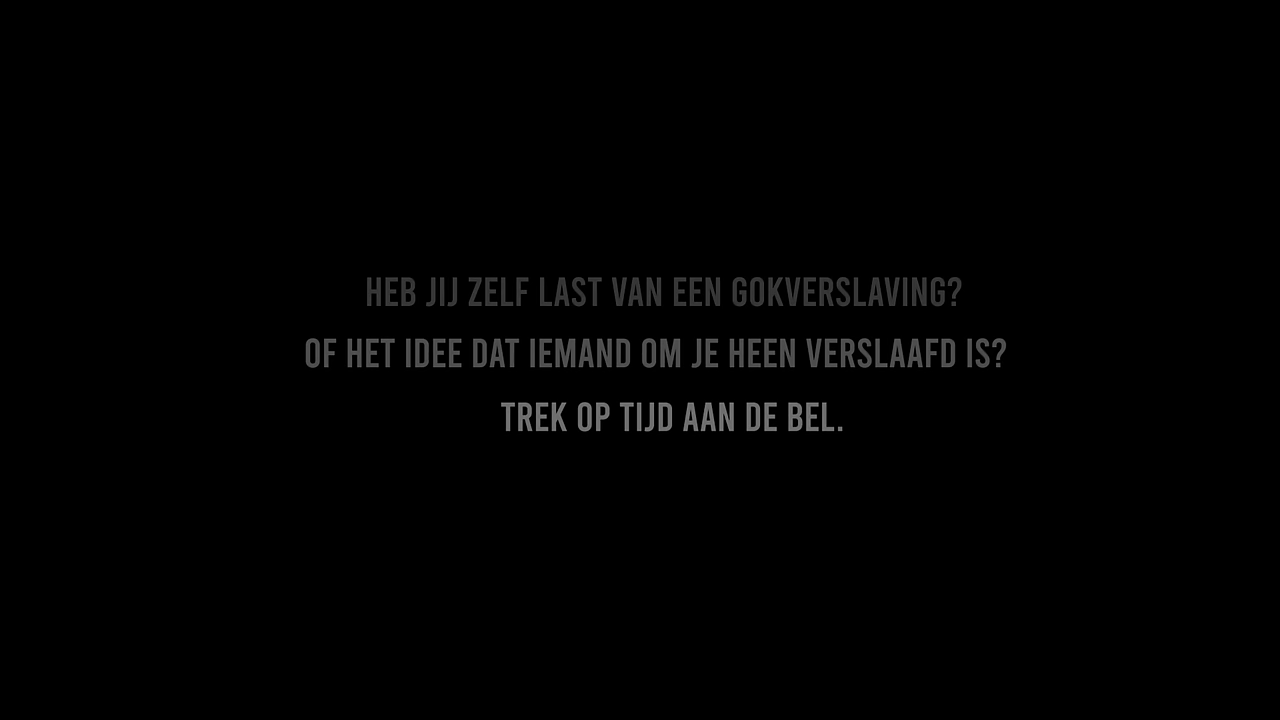 HEB JIJ ZELF LAST VAN EEN GOKVERSLAVING?
OF HET IDEE DAT IEMAND OM JE HEEN VERSLAAFD IS?
TREK OP TIJD AAN DE BEL.